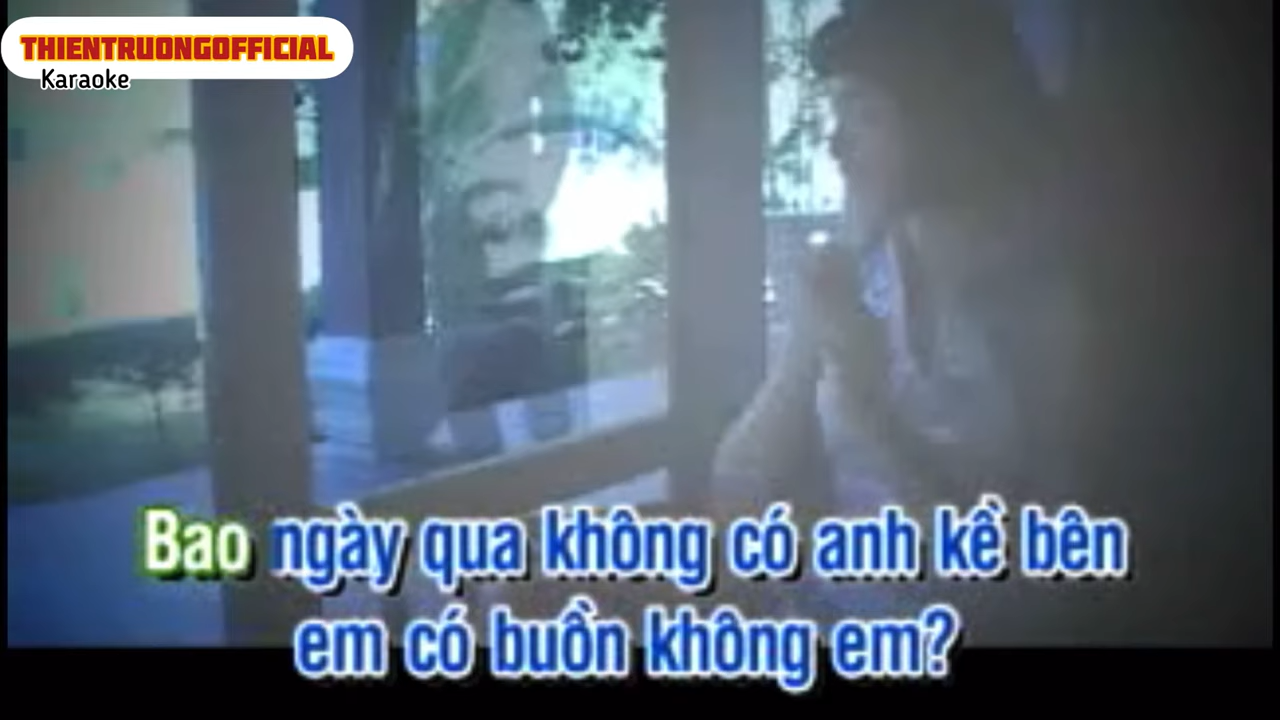 THIENTRUONGOFFICIAL
Karaoke
Bao ngày qua không có anh kề bên
em có buồn không em?